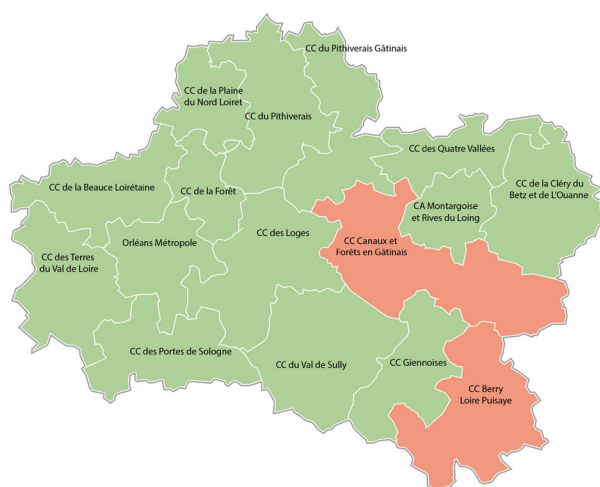 CC du Pithiverais Gâtinais
CC de la Plaine
du Nord Loiret
CC du Pithiverais
CC des Quatre Vallées
CC de la Cléry du
Betz et de L'Ouanne
CC de la Beauce Loirétaine
CC de la Forêt
CA Montargoise
et Rives du Loing
CC des Loges
Orléans Métropole
CC Canaux et
Forêts en Gâtinais
CC des Terres
du Val de Loire
CC des Portes de Sologne
CC du Val de Sully
CC Giennoises
CC Berry
Loire Puisaye